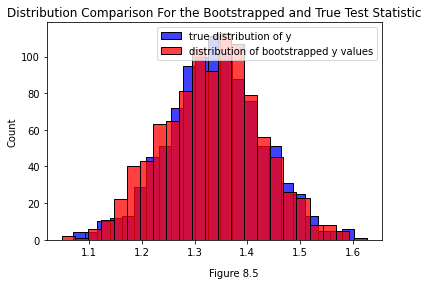 Distribution Comparison For the Bootstrapped and True Test Statistic
true distribution of y
distribution of bootstrapped y values
100
80
60
40
20
0
Count
1.1 1.2 1.3 1.4 1.5 1.6
Figure 8.5